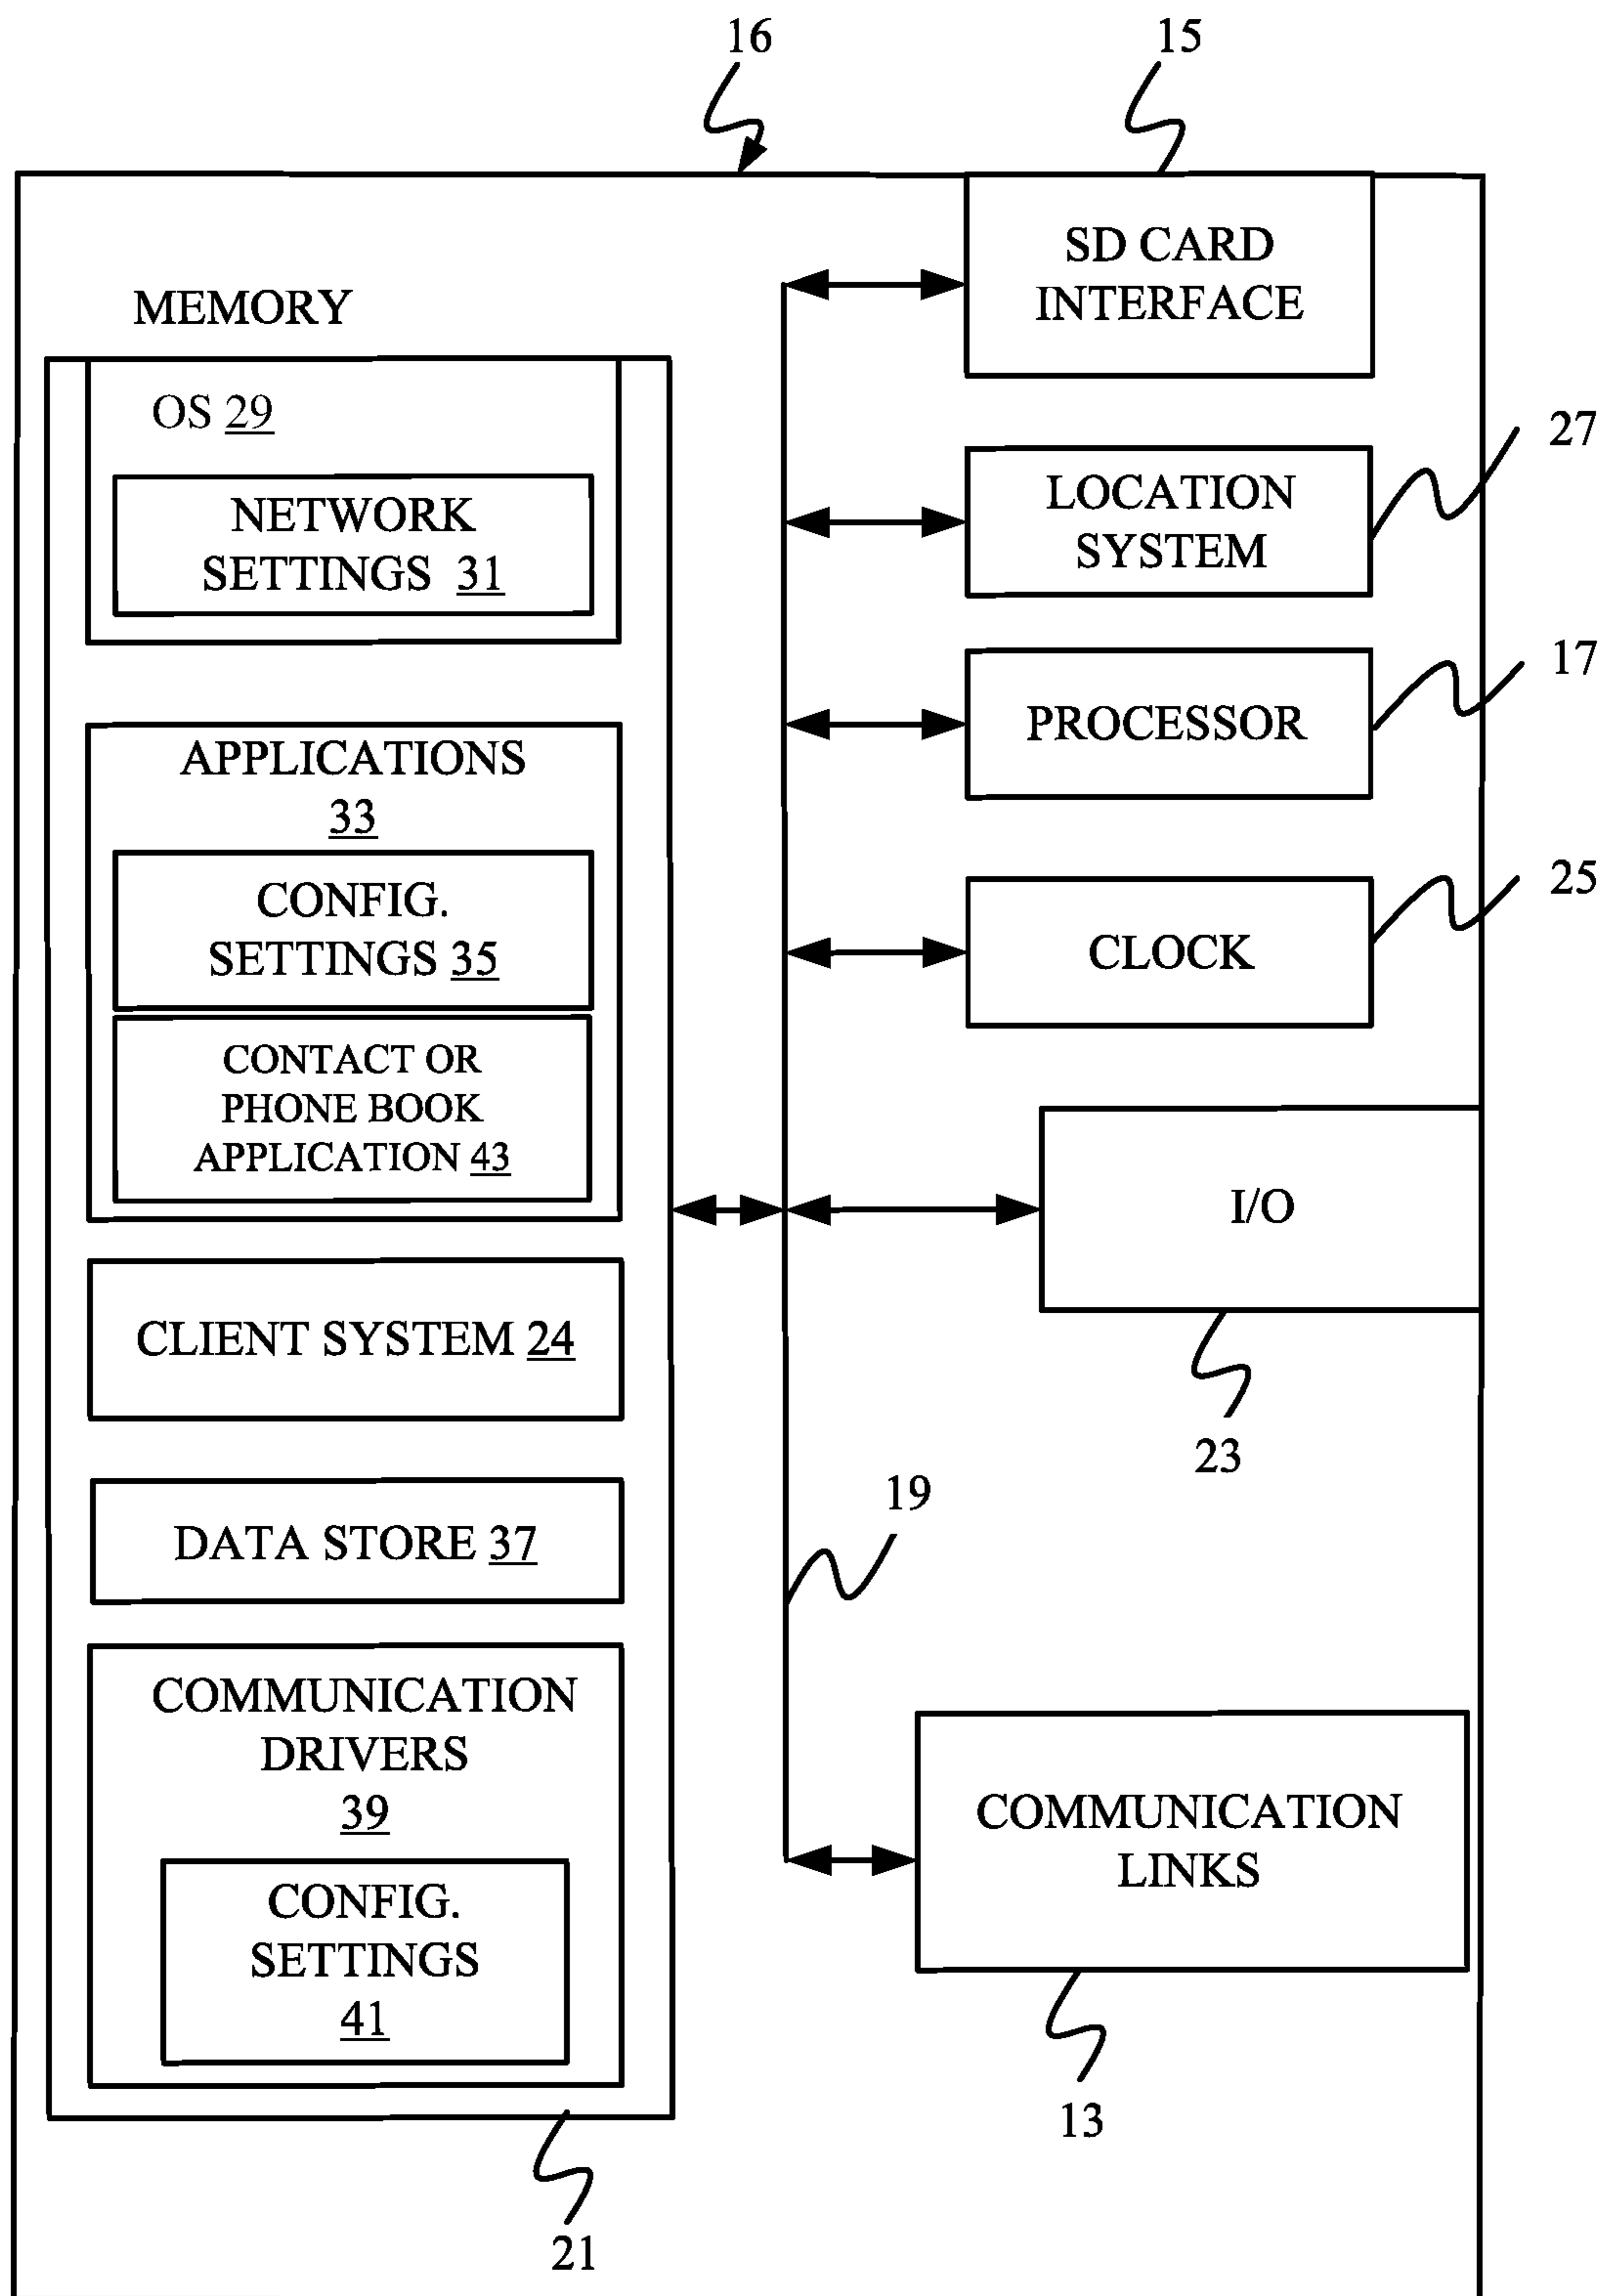 16
15
SD CARD
INTERFACE
MEMORY
OS 29
NETWORK
SETTINGS 31
27
LOCATION
SYSTEM
17
PROCESSOR
APPLICATIONS
33
CONFIG.
SETTINGS 35
25
CLOCK
CONTACT OR
PHONE BOOK
APPLICATION 43
I/O
23
CLIENT SYSTEM 24
19
DATA STORE 37
COMMUNICATION
DRIVERS
39
CONFIG.
SETTINGS
41
COMMUNICATION
LINKS
13
21